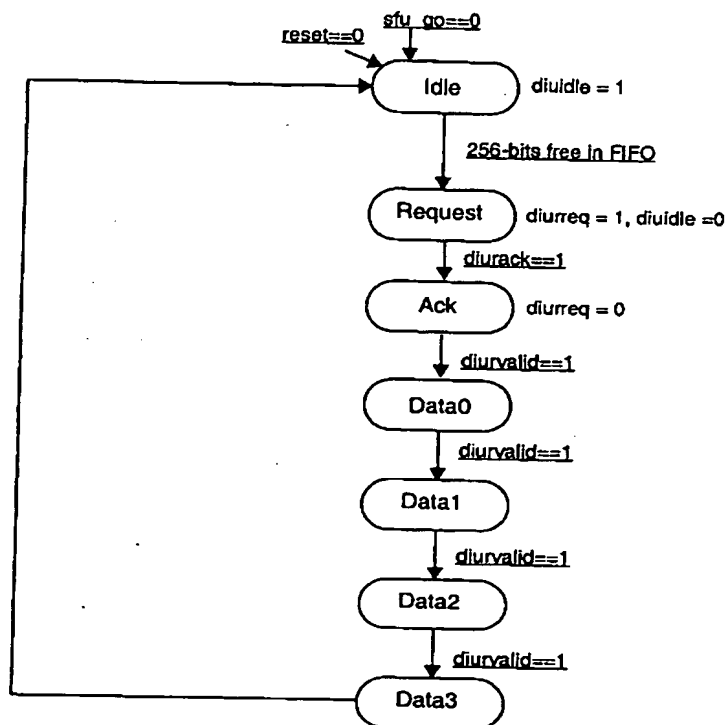 sfu_go==0
reset==0
Idle
diuidle = 1
256-bits free in FIFO
Request
diurreq = 1, diuidle =0
diurack==1
Ack
diurreq = 0
diurvalid==1
Data0
diurvalid==1
Data1
diurvalid==1
Data2
diurvalid==1
Data3